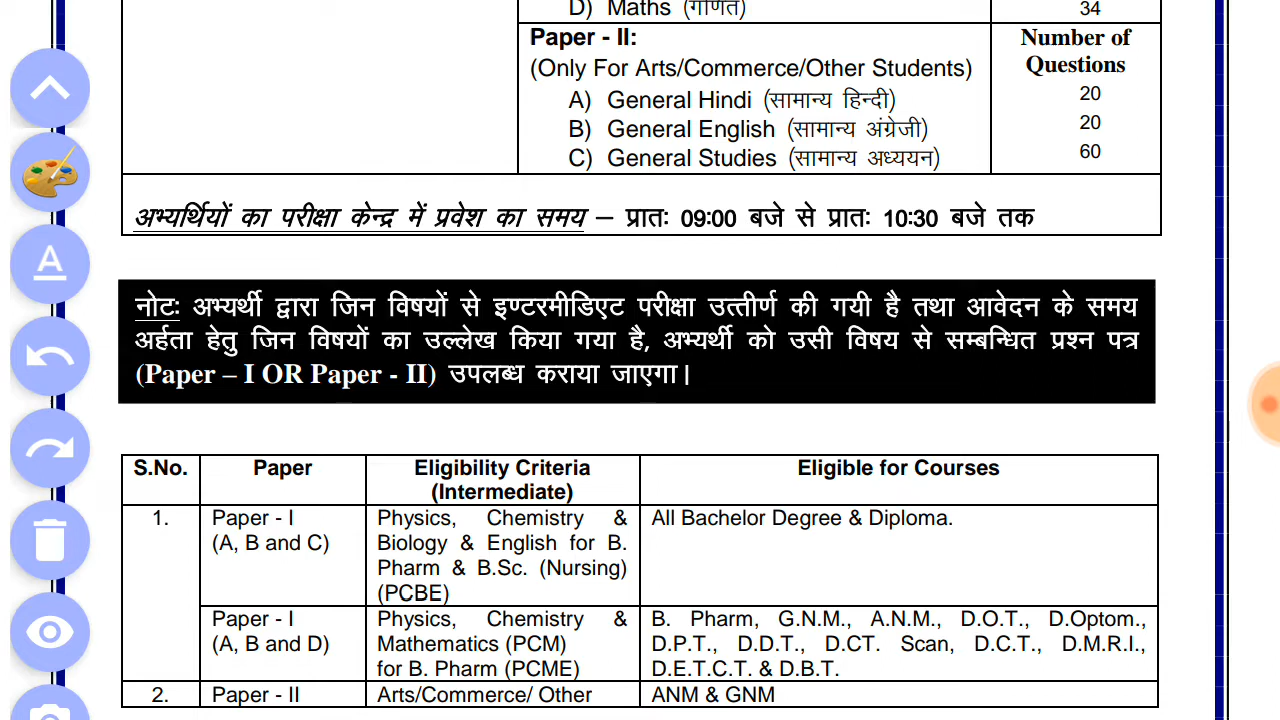 D) Maths (गणित) 34
Paper - II: Number of
(Only For Arts/Commerce/Other Students) Questions
A) General Hindi (सामान्य हिन्दी) 20
B) General English (सामान्य अंग्रेजी) 20
C) General Studies (सामान्य अध्ययन) 60
अभ्यर्थियों का परीक्षा केन्द्र में प्रवेश का समय – प्रातः 09:00 बजे से प्रातः 10:30 बजे तक
नोटः अभ्यर्थी द्वारा जिन विषयों से इण्टरमीडिएट परीक्षा उत्तीर्ण की गयी है तथा आवेदन के समय
अर्हता हेतु जिन विषयों का उल्लेख किया गया है, अभ्यर्थी को उसी विषय से सम्बन्धित प्रश्न पत्र
(Paper – I OR Paper - II) उपलब्ध कराया जाएगा।
S.No. Paper Eligibility Criteria Eligible for Courses
(Intermediate)
1. Paper - I Physics, Chemistry & All Bachelor Degree & Diploma.
(A, B and C) Biology & English for B.
Pharm & B.Sc. (Nursing)
(PCBE)
Paper - I Physics, Chemistry & B. Pharm, G.N.M., A.N.M., D.O.T., D.Optom.,
(A, B and D) Mathematics (PCM) D.P.T., D.D.T., D.CT. Scan, D.C.T., D.M.R.I.,
for B. Pharm (PCME) D.E.T.C.T. & D.B.T.
2. Paper - II Arts/Commerce/ Other ANM & GNM
A